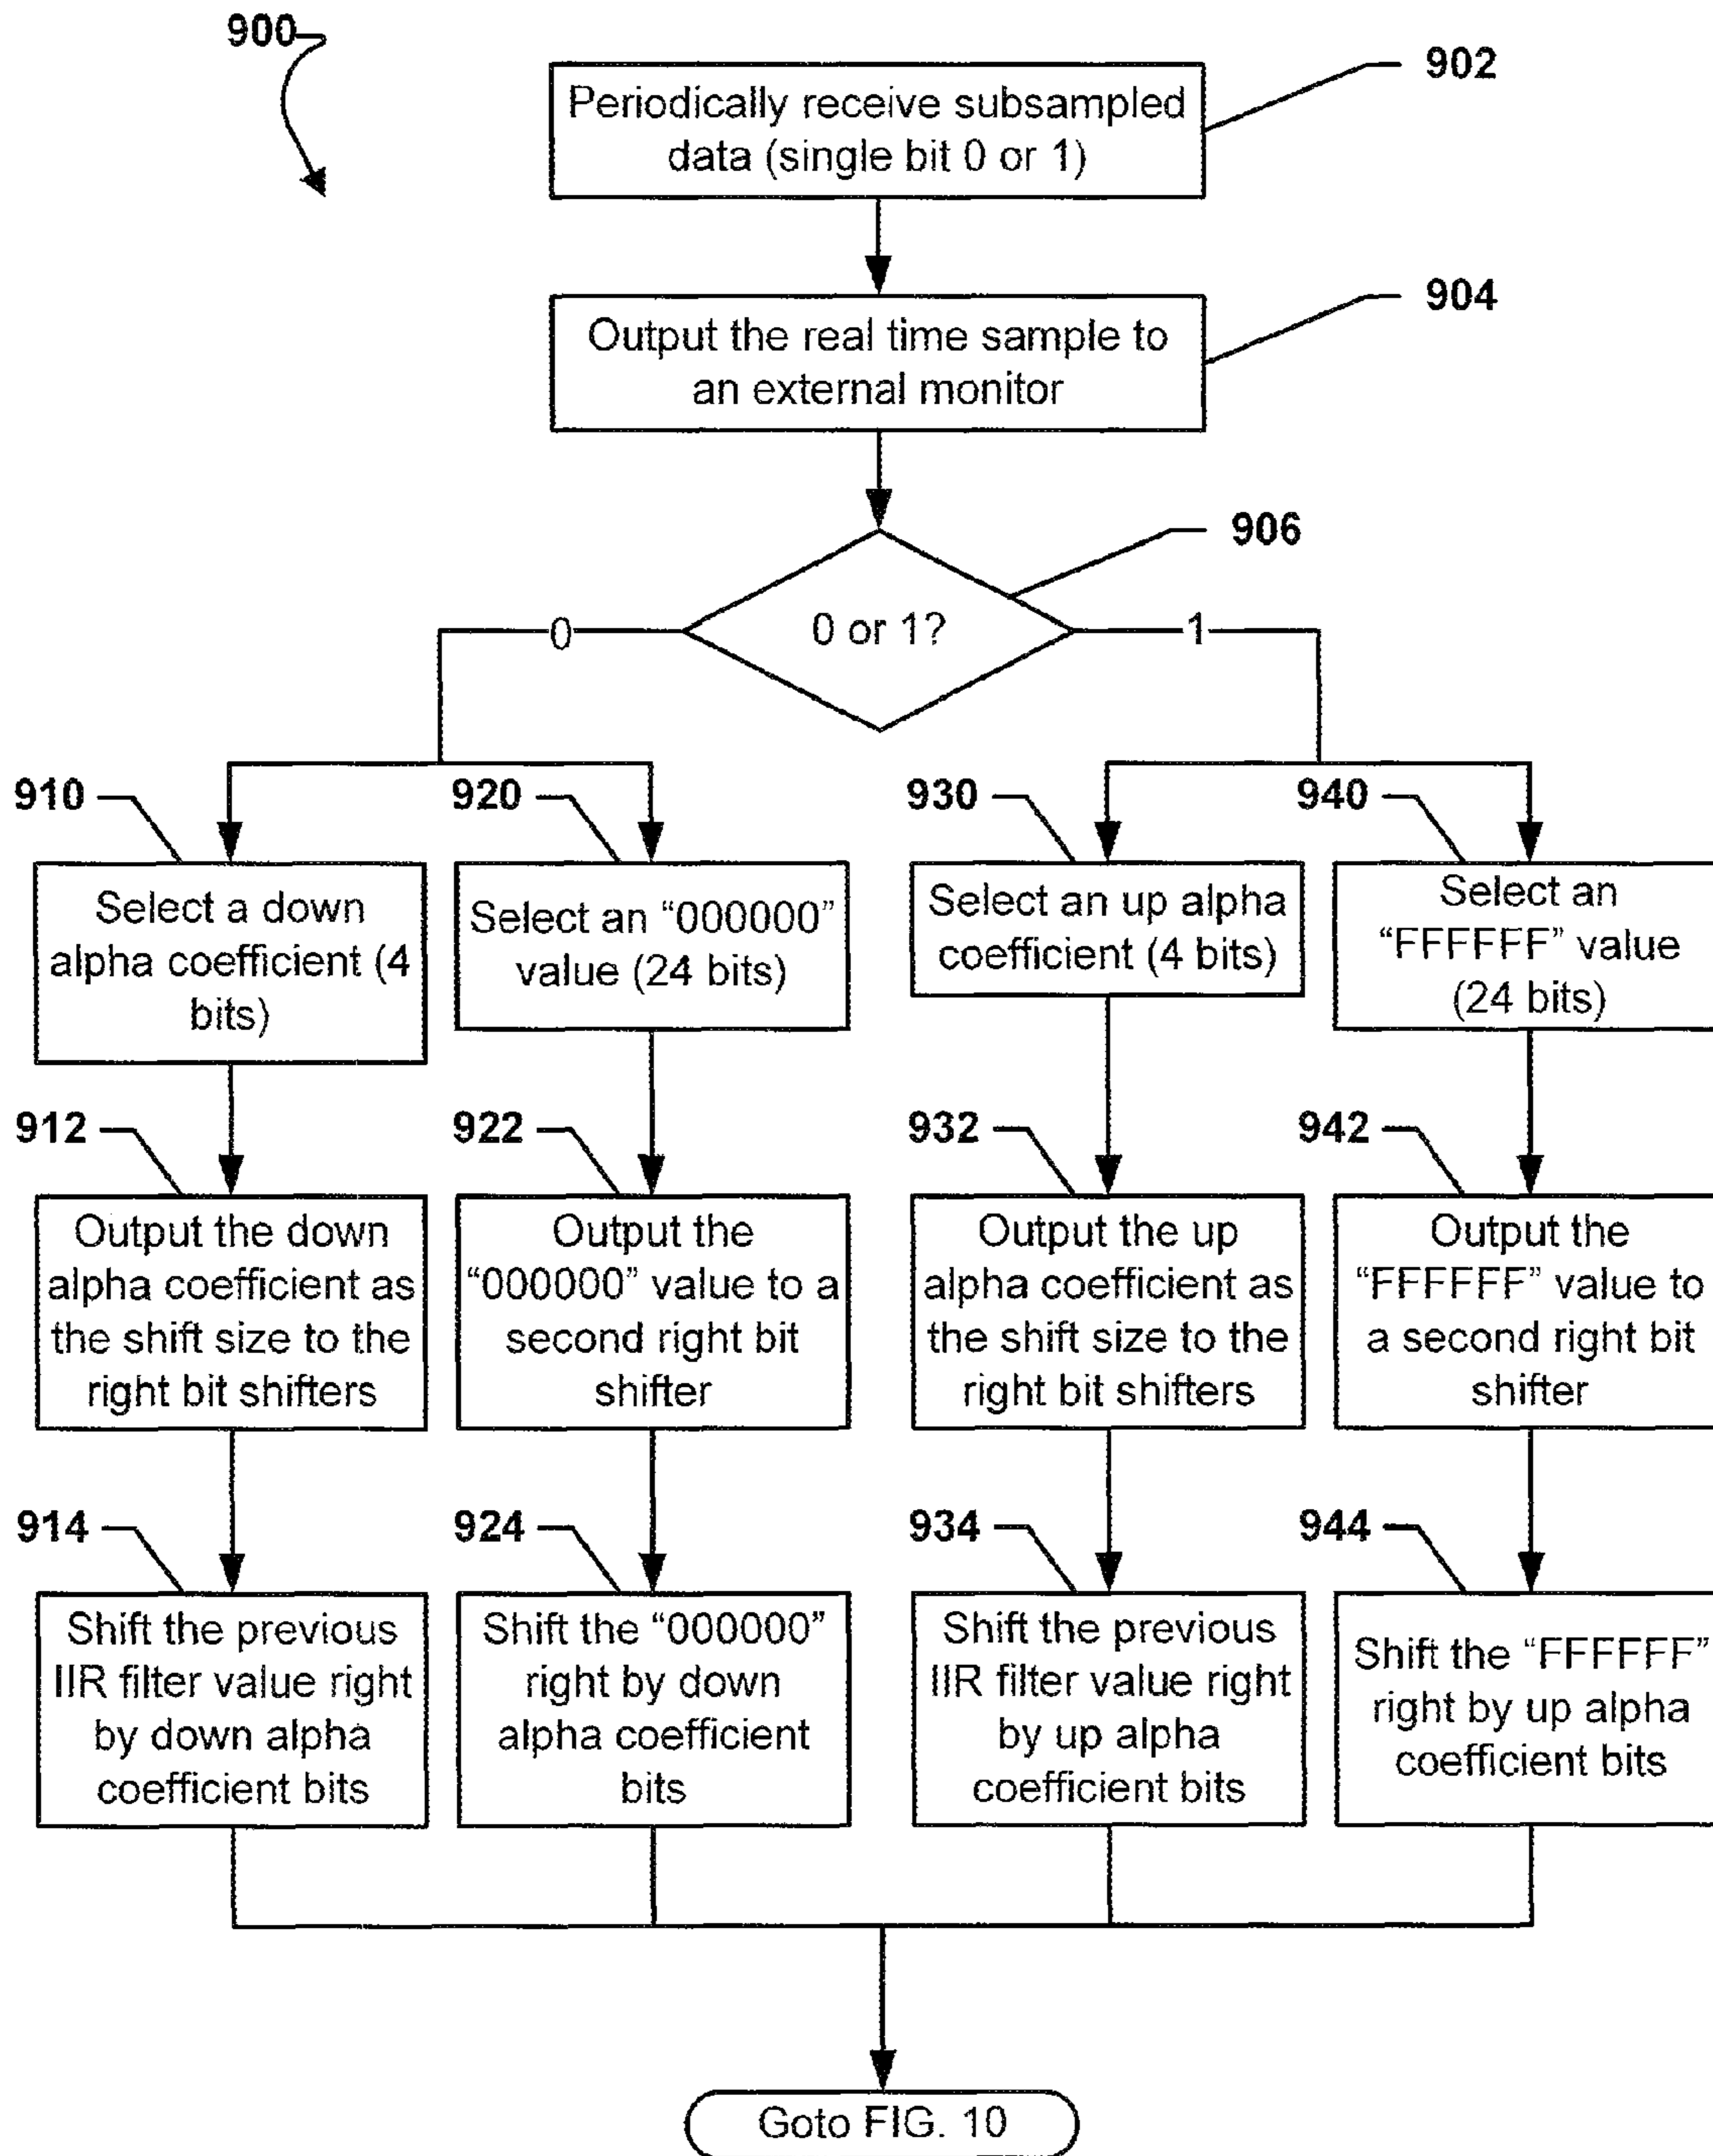 900
902
Periodically receive subsampled
data (single bit 0 or 1)
904
Output the real time sample to
an external monitor
906
0 or 1?
0
1
910
Select a down
alpha coefficient (4
bits)
920
Select an “000000”
value (24 bits)
930
Select an up alpha
coefficient (4 bits)
940
Select an
“FFFFFF” value
(24 bits)
912
Output the down
alpha coefficient as
the shift size to the
right bit shifters
922
Output the
“000000” value to a
second right bit
shifter
932
Output the up
alpha coefficient as
the shift size to the
right bit shifters
942
Output the
“FFFFFF” value to
a second right bit
shifter
914
Shift the previous
IIR filter value right
by down alpha
coefficient bits
924
Shift the “000000”
right by down
alpha coefficient
bits
934
Shift the previous
IIR filter value right
by up alpha
coefficient bits
944
Shift the “FFFFFF”
right by up alpha
coefficient bits
Goto FIG. 10